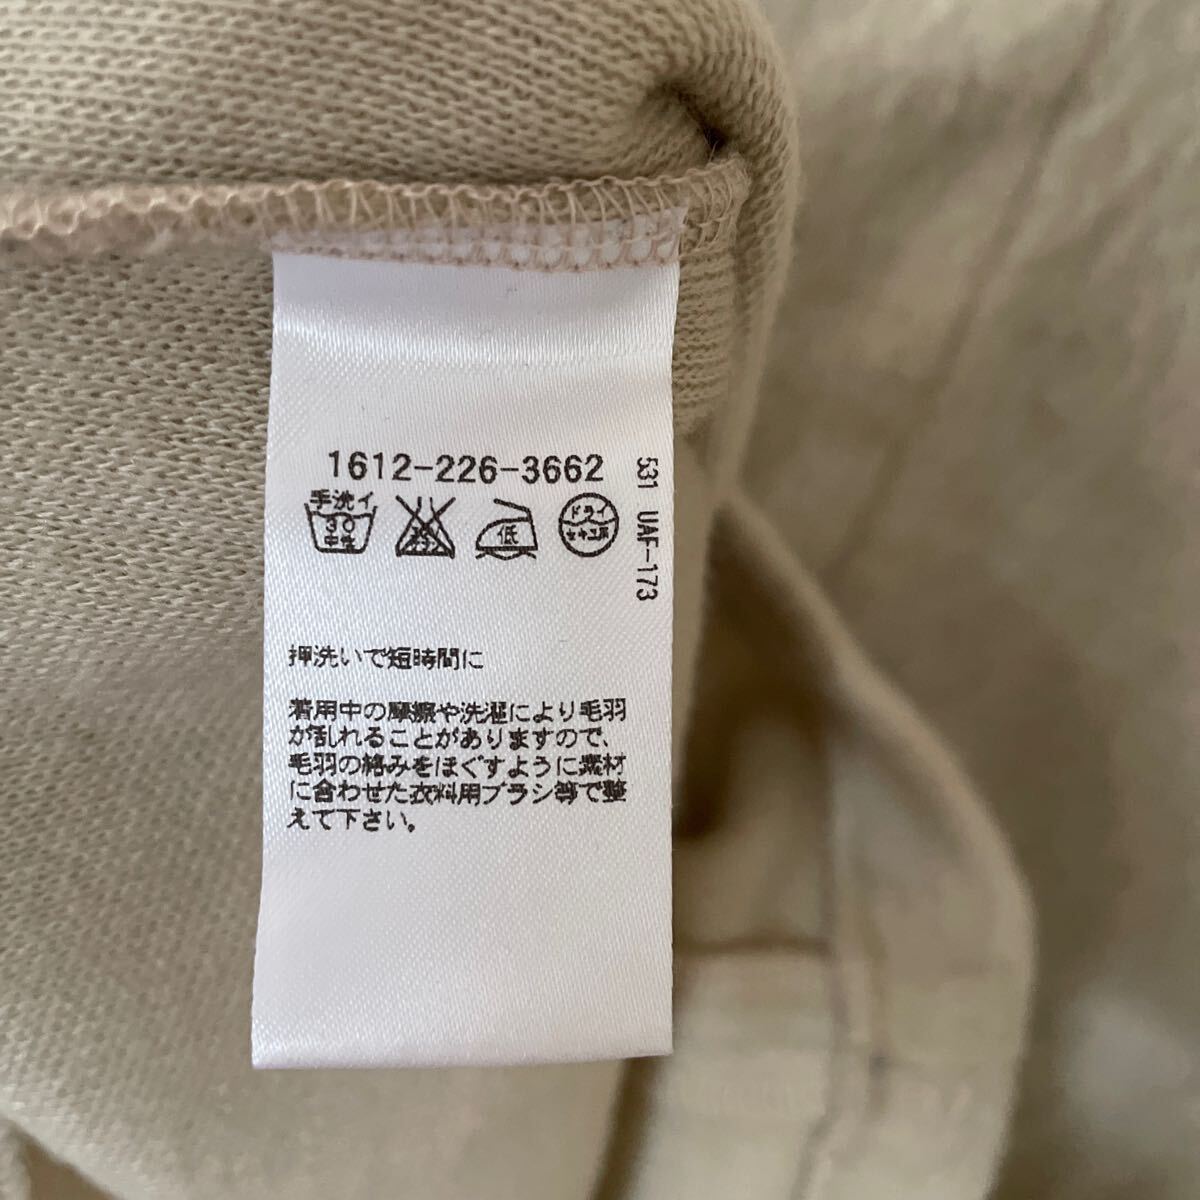 1612-226-3662
531 UAF-173
手洗イ
30
中性
低
ドライ
セキユ系
押洗いで短時間に
着用中の摩擦や洗濯により毛羽
が乱れることがありますので、
毛羽の絡みをほぐすように素材
に合わせた衣料用ブラシ等で整
えて下さい。